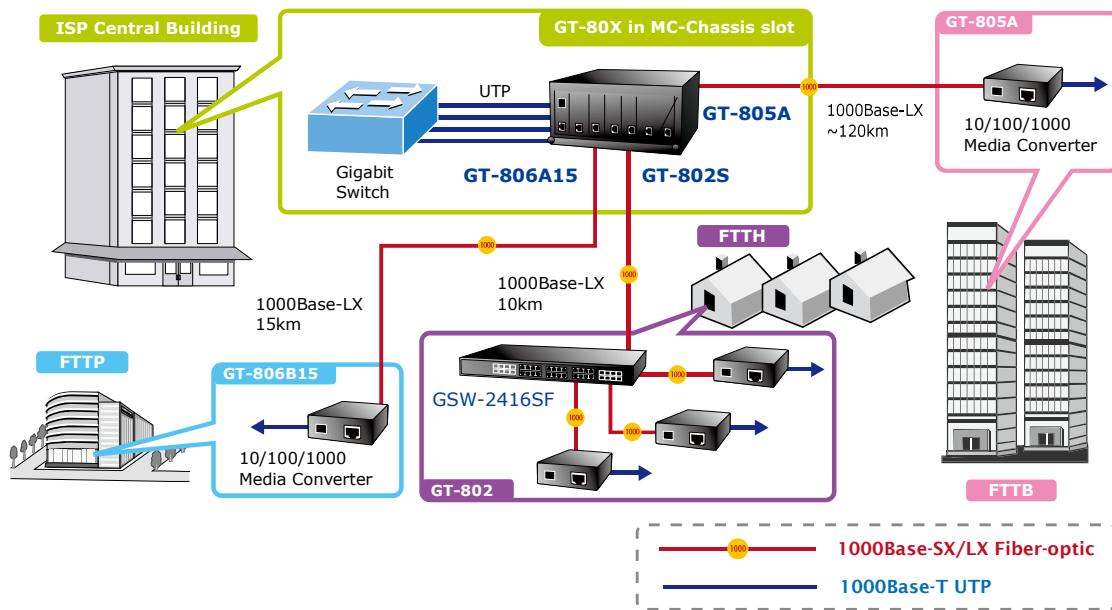 ISP Central Building
GT-80X in MC-Chassis slot
GT-805A
UTP
1000
GT-805A
1000Base-LX
~120km
10/100/1000
Media Converter
Gigabit
Switch
GT-806A15
GT-802S
FTTH
1000
1000
1000Base-LX
10km
1000Base-LX
15km
FTTP
GT-806B15
1000
GSW-2416SF
1000
1000
10/100/1000
Media Converter
GT-802
FTTB
1000
1000Base-SX/LX Fiber-optic
1000Base-T UTP